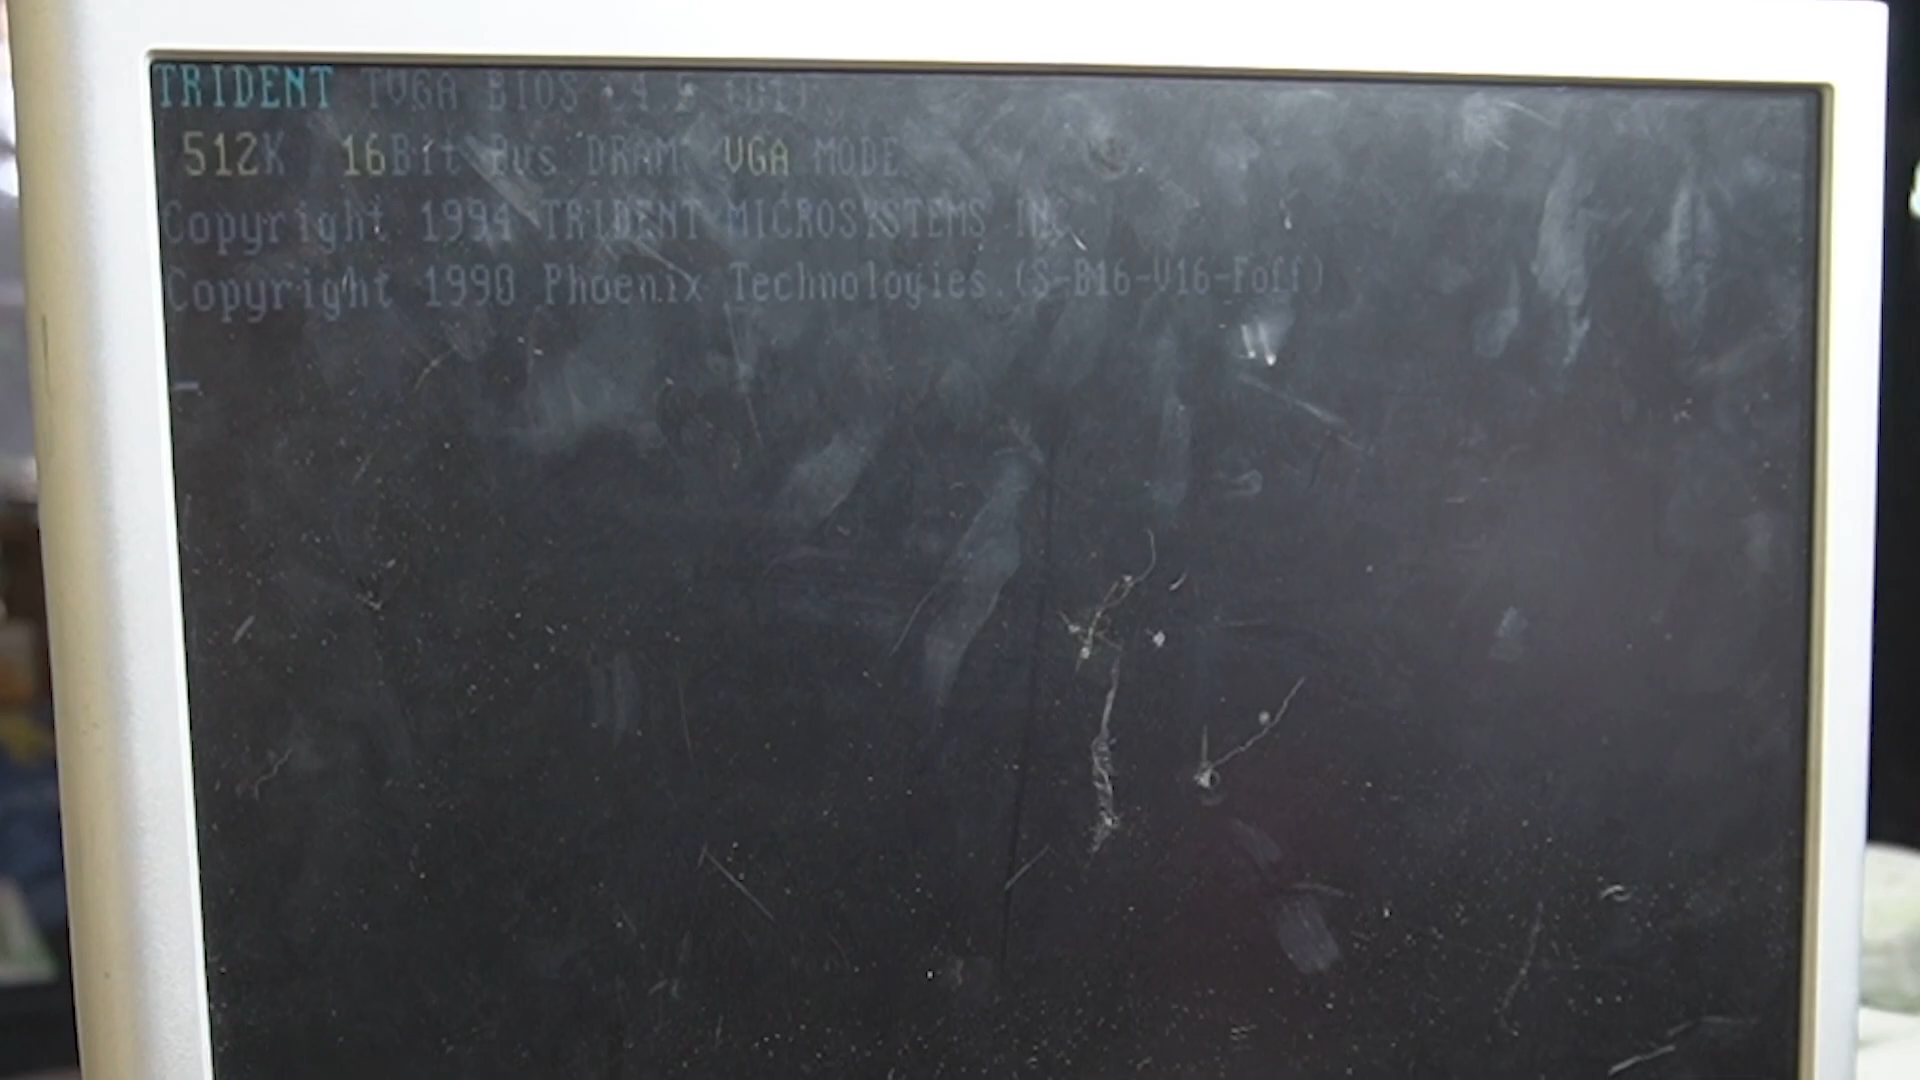 TRIDENT TVGA BIOS
512K 16Bit Bus DRAM VGA MODE
Copyright 1994 TRIDENT MICROSYSTEMS INC.
Copyright 1990 Phoenix Technologies.(S-B16-V16-Foff)
_